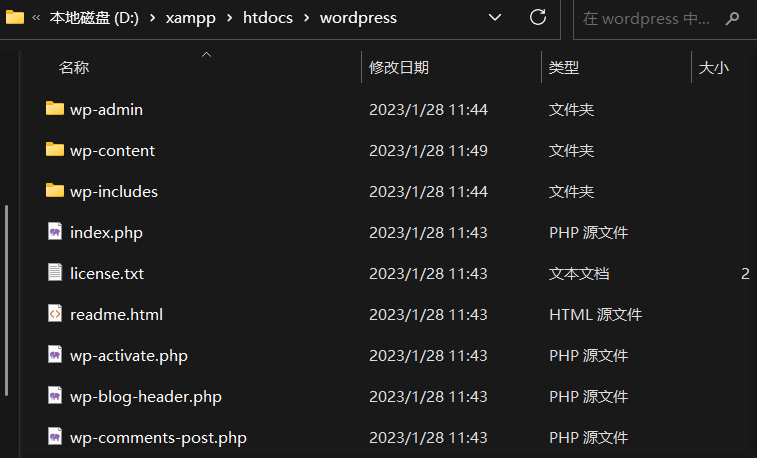 « 本地磁盘 (D:) › xampp › htdocs › wordpress 在 wordpress 中...
名称 修改日期 类型 大小
wp-admin 2023/1/28 11:44 文件夹
wp-content 2023/1/28 11:49 文件夹
wp-includes 2023/1/28 11:44 文件夹
index.php 2023/1/28 11:43 PHP 源文件
license.txt 2023/1/28 11:43 文本文档 2
readme.html 2023/1/28 11:43 HTML 源文件
wp-activate.php 2023/1/28 11:43 PHP 源文件
wp-blog-header.php 2023/1/28 11:43 PHP 源文件
wp-comments-post.php 2023/1/28 11:43 PHP 源文件